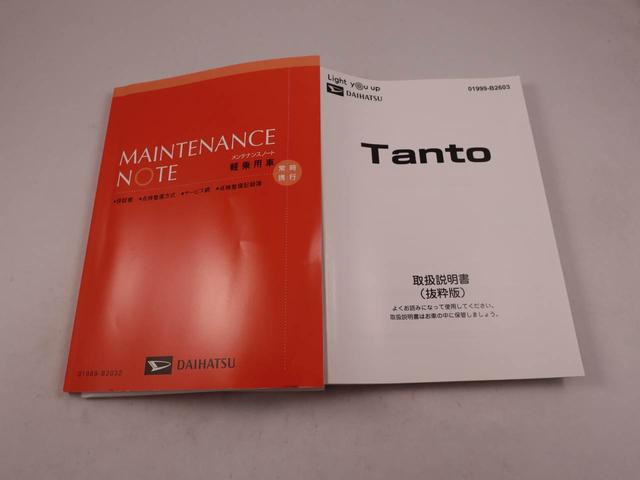 MAINTENANCE
NOTE
メンテナンスノート
軽乗用車
常時
携行
●保証書 ●点検整備方式 ●サービス網 ●点検整備記録簿
DAIHATSU
01999-B2032
Light you up
DAIHATSU
01999-B2603
Tanto
取扱説明書
(抜粋版)
よくお読みになって使用してください。
取扱説明書はお車の中に保管しましょう。